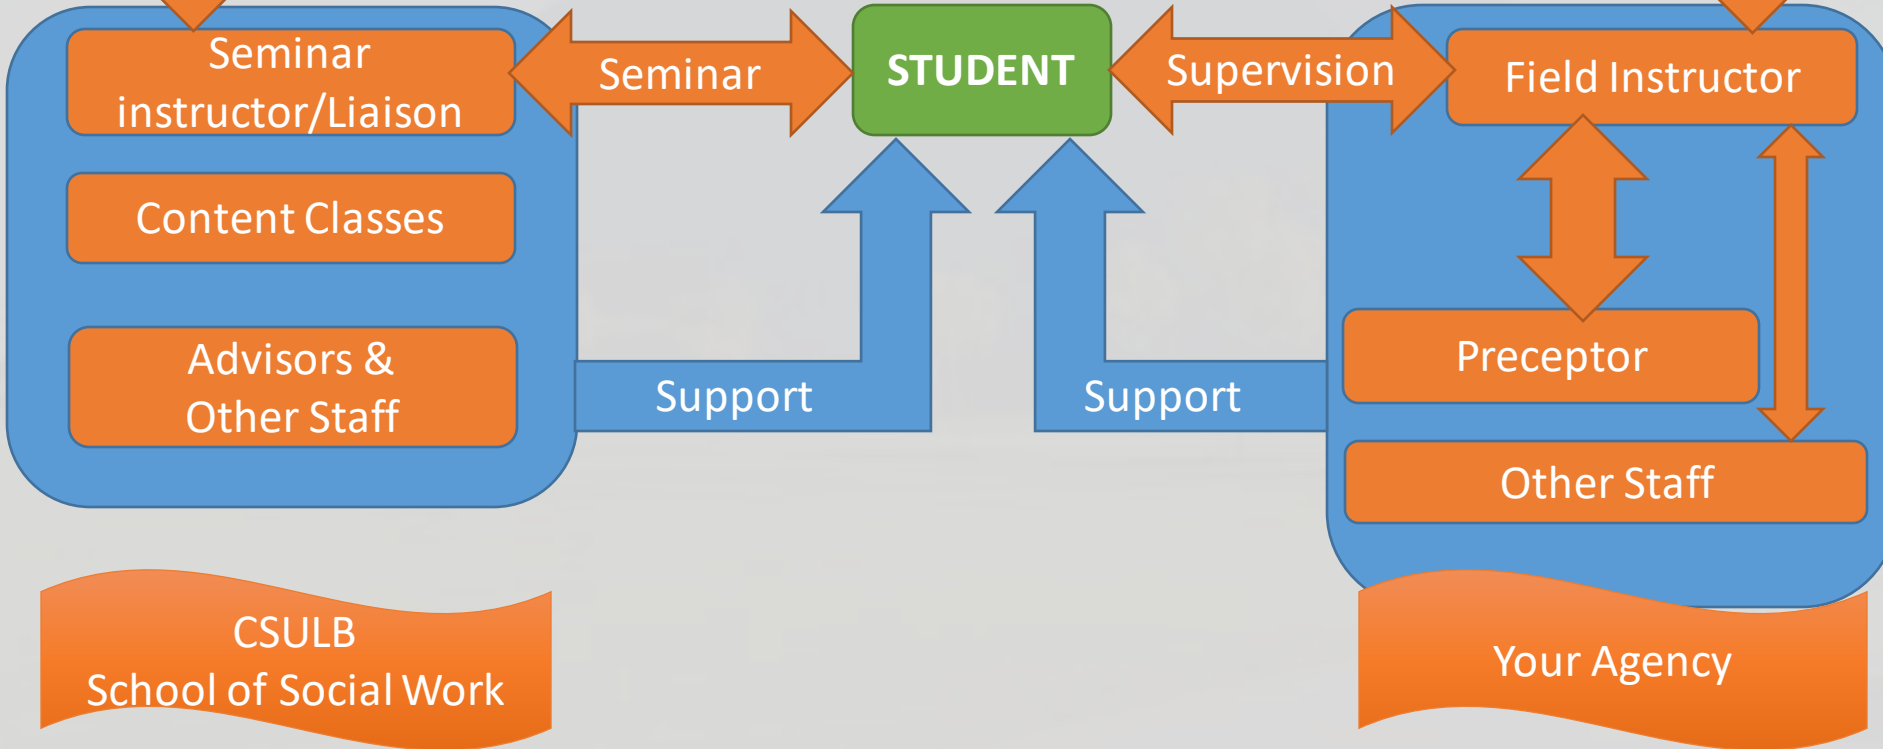 Seminar
instructor/Liaison
Seminar
STUDENT
Supervision
Field Instructor
Content Classes
Advisors &
Other Staff
Support
Support
Preceptor
Other Staff
CSULB
School of Social Work
Your Agency